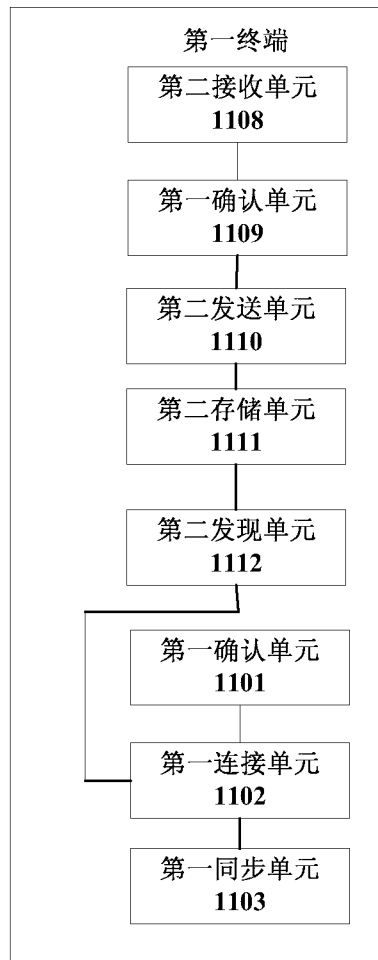 第一终端
第二接收单元
1108
第一确认单元
1109
第二发送单元
1110
第二存储单元
1111
第二发现单元
1112
第一确认单元
1101
第一连接单元
1102
第一同步单元
1103